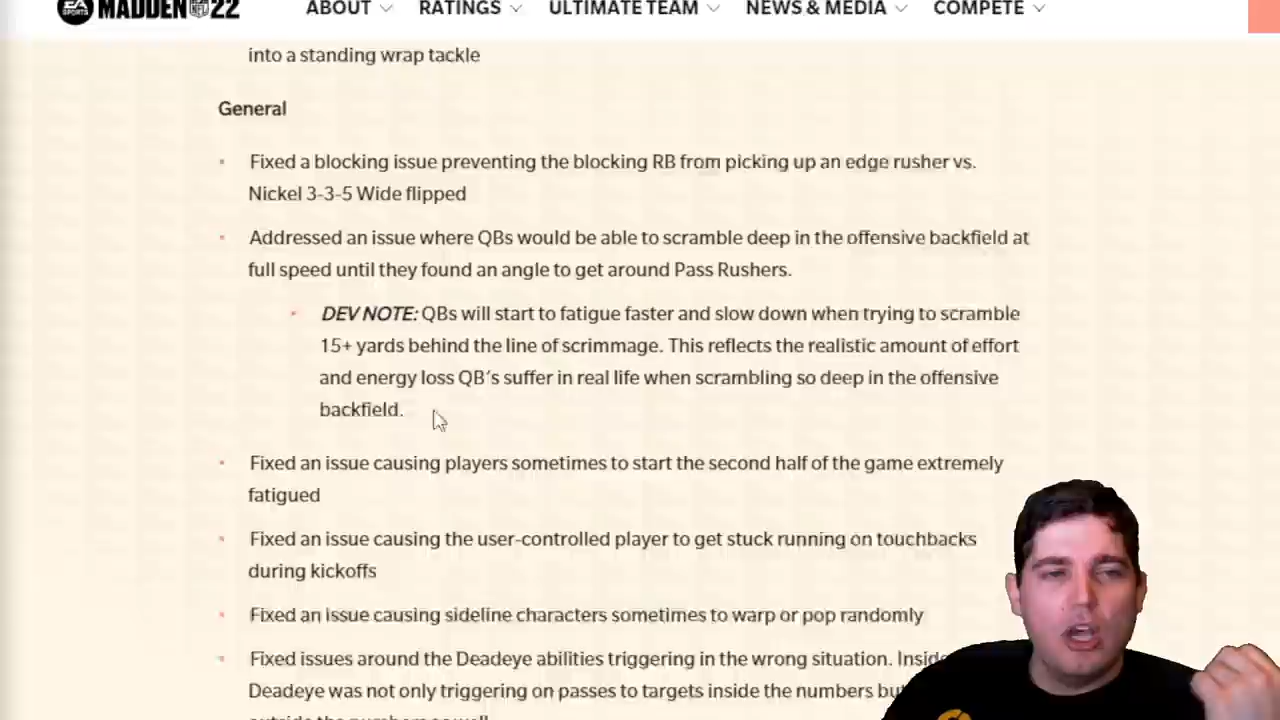 EA SPORTS MADDEN NFL 22 ABOUT RATINGS ULTIMATE TEAM NEWS & MEDIA COMPETE
into a standing wrap tackle
General
Fixed a blocking issue preventing the blocking RB from picking up an edge rusher vs.
Nickel 3-3-5 Wide flipped
Addressed an issue where QBs would be able to scramble deep in the offensive backfield at
full speed until they found an angle to get around Pass Rushers.
DEV NOTE: QBs will start to fatigue faster and slow down when trying to scramble
15+ yards behind the line of scrimmage. This reflects the realistic amount of effort
and energy loss QB's suffer in real life when scrambling so deep in the offensive
backfield.
Fixed an issue causing players sometimes to start the second half of the game extremely
fatigued
Fixed an issue causing the user-controlled player to get stuck running on touchbacks
during kickoffs
Fixed an issue causing sideline characters sometimes to warp or pop randomly
Fixed issues around the Deadeye abilities triggering in the wrong situation. Insid
Deadeye was not only triggering on passes to targets inside the numbers bu
outside the numbers as well